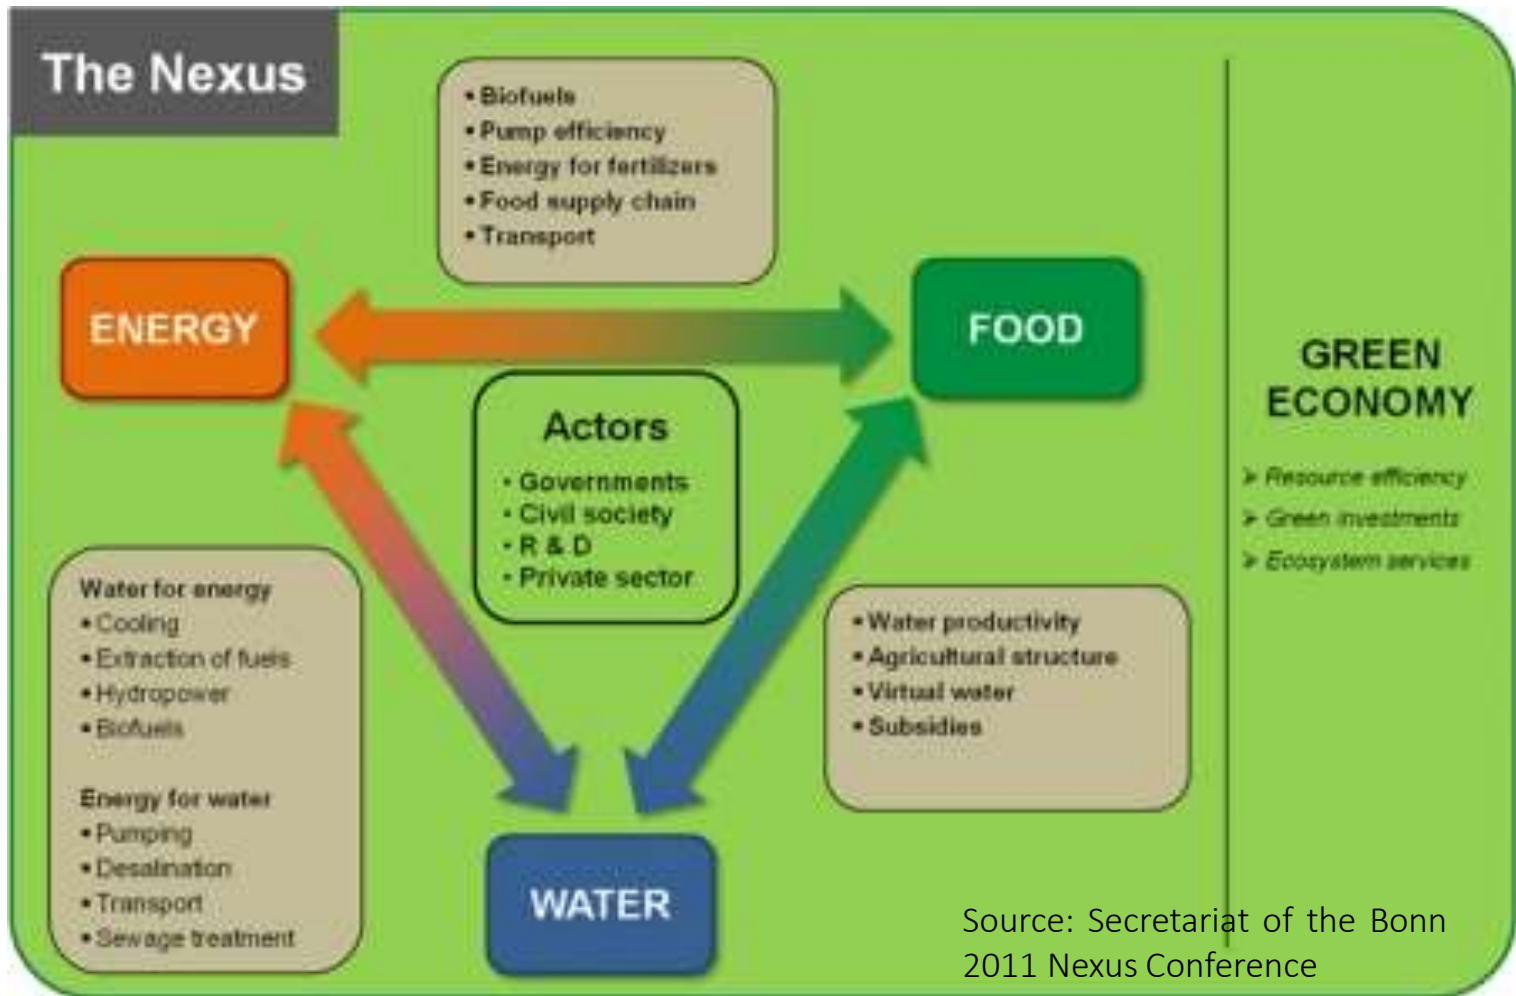 The Nexus
• Biofuels
• Pump efficiency
• Energy for fertilizers
• Food supply chain
• Transport
ENERGY
FOOD
Actors
• Governments
• Civil society
• R & D
• Private sector
Water for energy
• Cooling
• Extraction of fuels
• Hydropower
• Biofuels
Energy for water
• Pumping
• Desalination
• Transport
• Sewage treatment
• Water productivity
• Agricultural structure
• Virtual water
• Subsidies
WATER
GREEN
ECONOMY
➢ Resource efficiency
➢ Green investments
➢ Ecosystem services
Source: Secretariat of the Bonn
2011 Nexus Conference